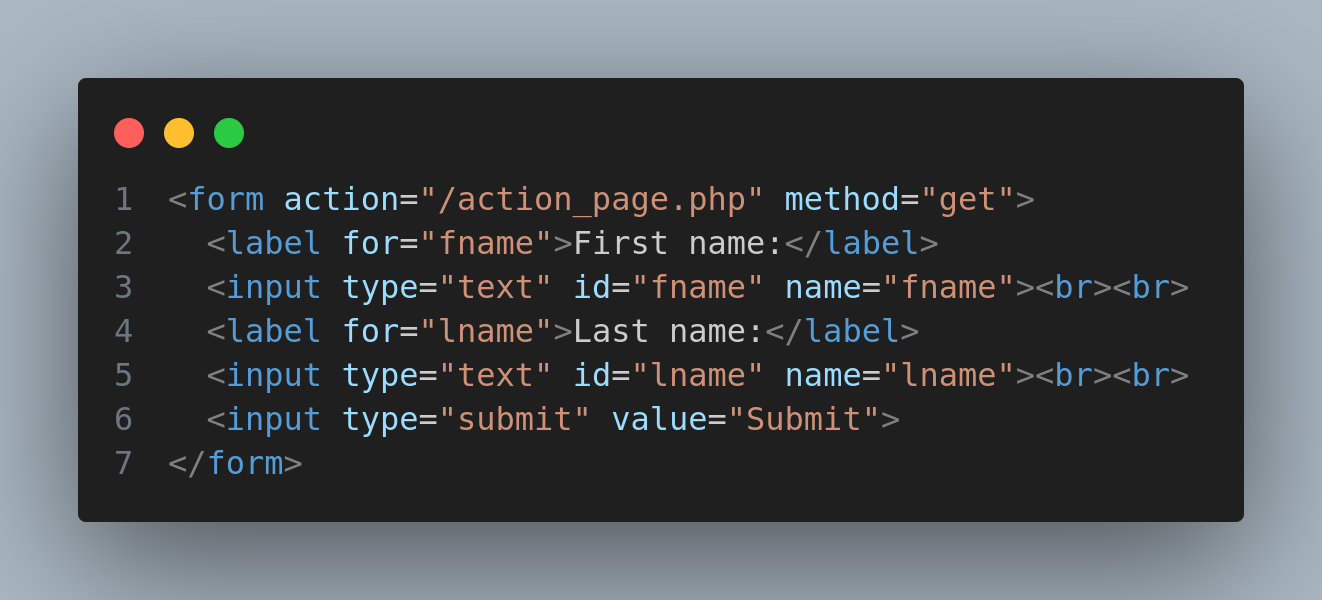 1 <form action="/action_page.php" method="get">
2   <label for="fname">First name:</label>
3   <input type="text" id="fname" name="fname"><br><br>
4   <label for="lname">Last name:</label>
5   <input type="text" id="lname" name="lname"><br><br>
6   <input type="submit" value="Submit">
7 </form>